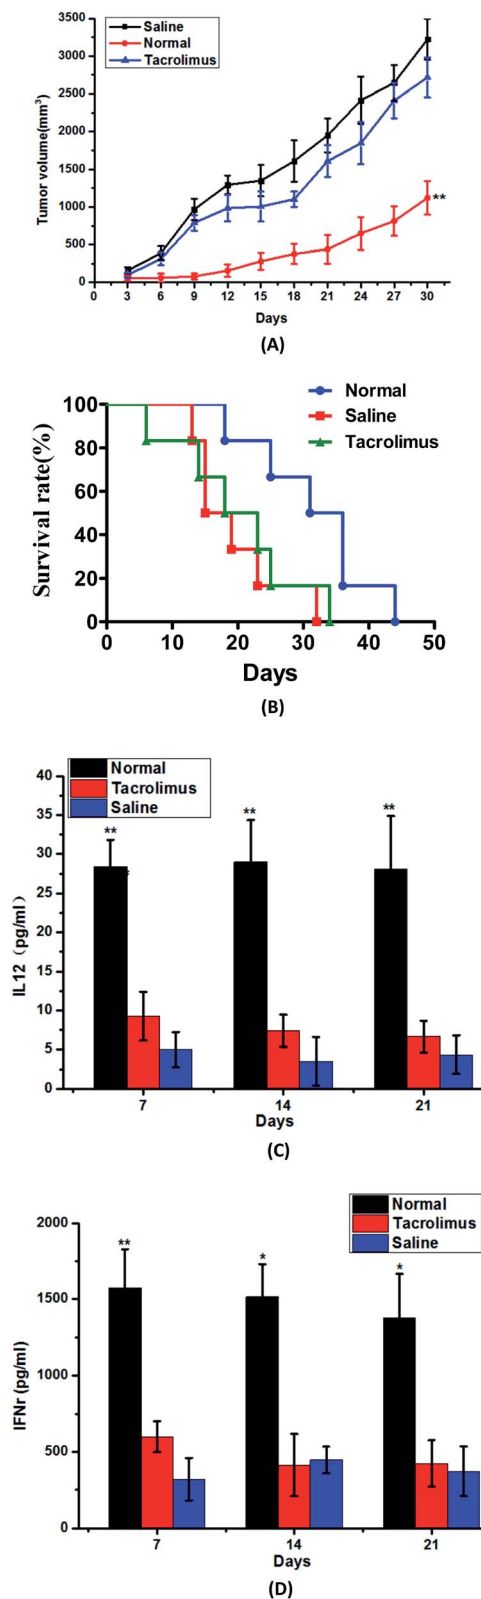 Saline
Normal
Tacrolimus
Tumor volume(mm³)
3500
3000
2500
2000
1500
1000
500
0
**
0 3 6 9 12 15 18 21 24 27 30
Days
(A)
Normal
Saline
Tacrolimus
Survival rate(%)
100
80
60
40
20
0
0 10 20 30 40 50
Days
(B)
Normal
Tacrolimus
Saline
IL12 (pg/ml)
40
35
30
25
20
15
10
5
0
** ** **
7 14 21
Days
(C)
Normal
Tacrolimus
Saline
IFNr (pg/ml)
2000
1500
1000
500
0
** * *
7 14 21
Days
(D)